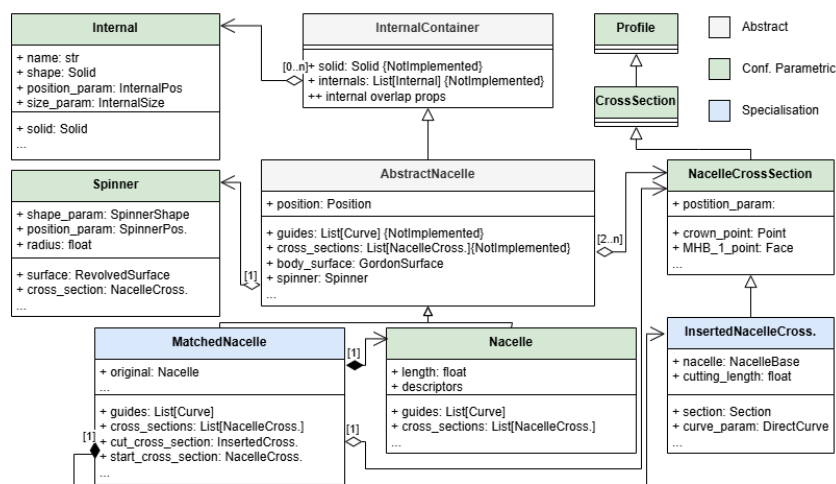 Internal
+ name: str
+ shape: Solid
+ position_param: InternalPos
+ size_param: InternalSize
+ solid: Solid
...
InternalContainer
+ solid: Solid {NotImplemented}
+ internals: List[Internal] {NotImplemented}
++ internal overlap props
[0..n]
Profile
CrossSection
Abstract
Conf. Parametric
Specialisation
Spinner
+ shape_param: SpinnerShape
+ position_param: SpinnerPos.
+ radius: float
+ surface: RevolvedSurface
+ cross_section: NacelleCross.
...
[1]
AbstractNacelle
+ position: Position
+ guides: List[Curve] {NotImplemented}
+ cross_sections: List[NacelleCross.]{NotImplemented}
+ body_surface: GordonSurface
+ spinner: Spinner
...
[2..n]
NacelleCrossSection
+ postition_param:
+ crown_point: Point
+ MHB_1_point: Face
...
MatchedNacelle
+ original: Nacelle
...
+ guides: List[Curve]
+ cross_sections: List[NacelleCross.]
+ cut_cross_section: InsertedCross.
+ start_cross_section: NacelleCross.
...
[1]
[1]
[1]
Nacelle
+ length: float
+ descriptors
+ guides: List[Curve]
+ cross_sections: List[NacelleCross.]
...
InsertedNacelleCross.
+ nacelle: NacelleBase
+ cutting_length: float
+ section: Section
+ curve_param: DirectCurve
...